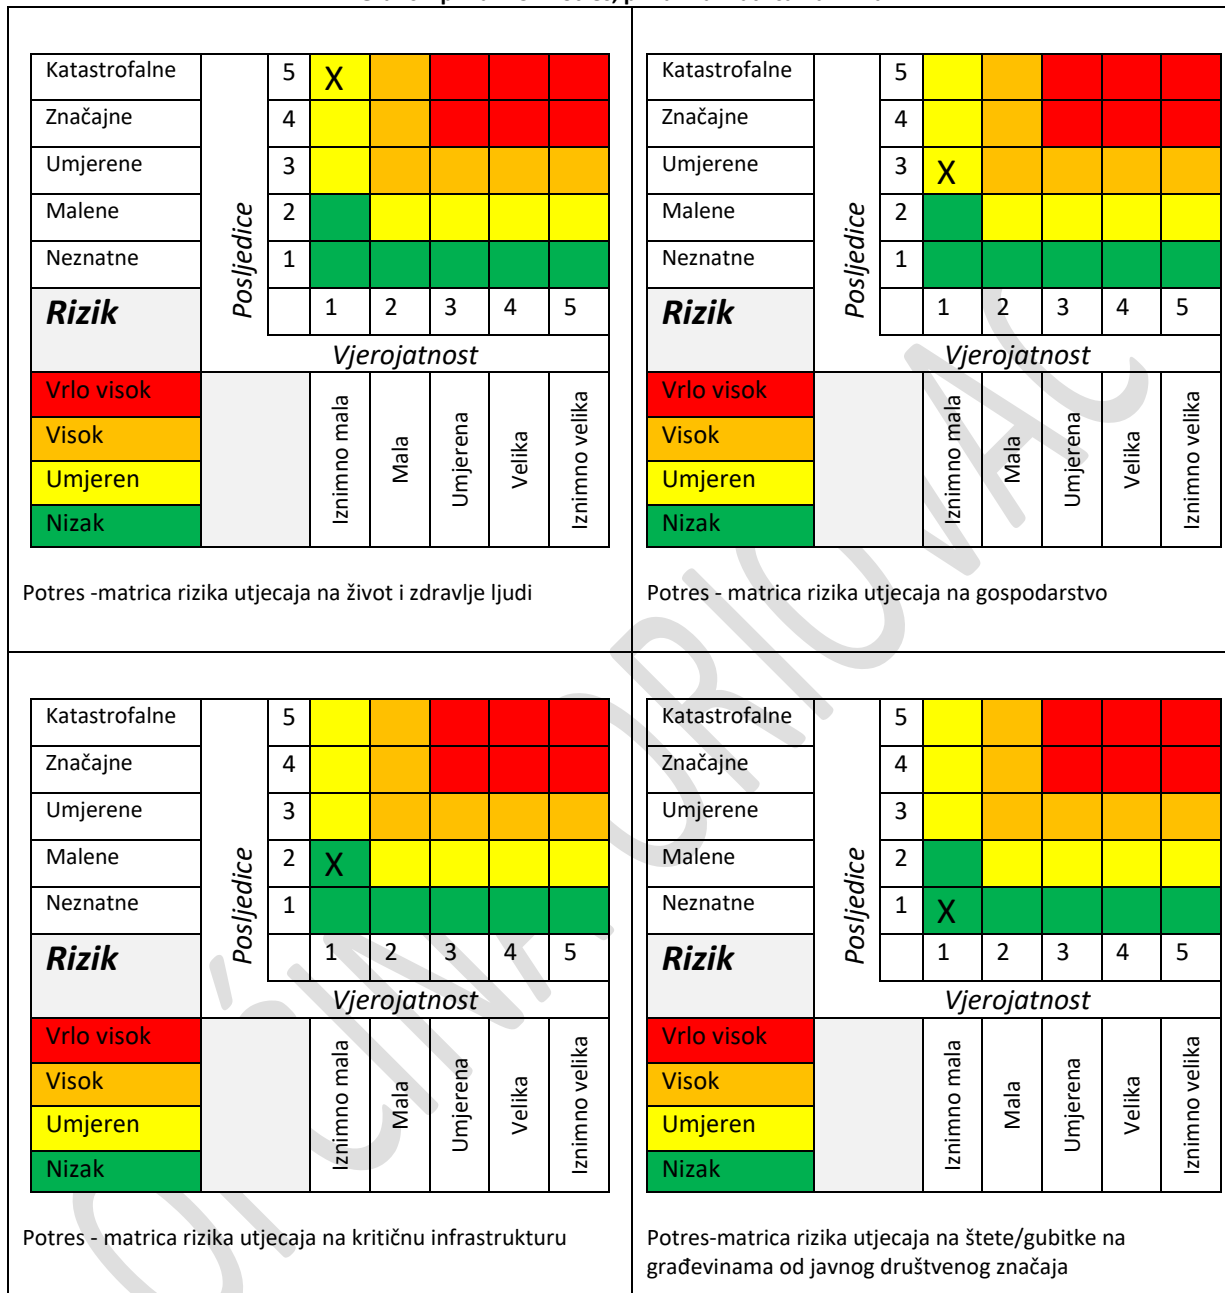 Katastrofalne 5 X
Značajne 4
Umjerene 3
Malene 2
Neznatne 1
Posljedice
Rizik 1 2 3 4 5
Vjerojatnost
Vrlo visok
Visok
Umjeren
Nizak
Iznimno mala
Mala
Umjerena
Velika
Iznimno velika
Potres -matrica rizika utjecaja na život i zdravlje ljudi
Katastrofalne 5
Značajne 4
Umjerene 3 X
Malene 2
Neznatne 1
Posljedice
Rizik 1 2 3 4 5
Vjerojatnost
Vrlo visok
Visok
Umjeren
Nizak
Iznimno mala
Mala
Umjerena
Velika
Iznimno velika
Potres - matrica rizika utjecaja na gospodarstvo
Katastrofalne 5
Značajne 4
Umjerene 3
Malene 2 X
Neznatne 1
Posljedice
Rizik 1 2 3 4 5
Vjerojatnost
Vrlo visok
Visok
Umjeren
Nizak
Iznimno mala
Mala
Umjerena
Velika
Iznimno velika
Potres - matrica rizika utjecaja na kritičnu infrastrukturu
Katastrofalne 5
Značajne 4
Umjerene 3
Malene 2
Neznatne 1 X
Posljedice
Rizik 1 2 3 4 5
Vjerojatnost
Vrlo visok
Visok
Umjeren
Nizak
Iznimno mala
Mala
Umjerena
Velika
Iznimno velika
Potres-matrica rizika utjecaja na štete/gubitke na
građevinama od javnog društvenog značaja
OPĆINA ORIOVAC